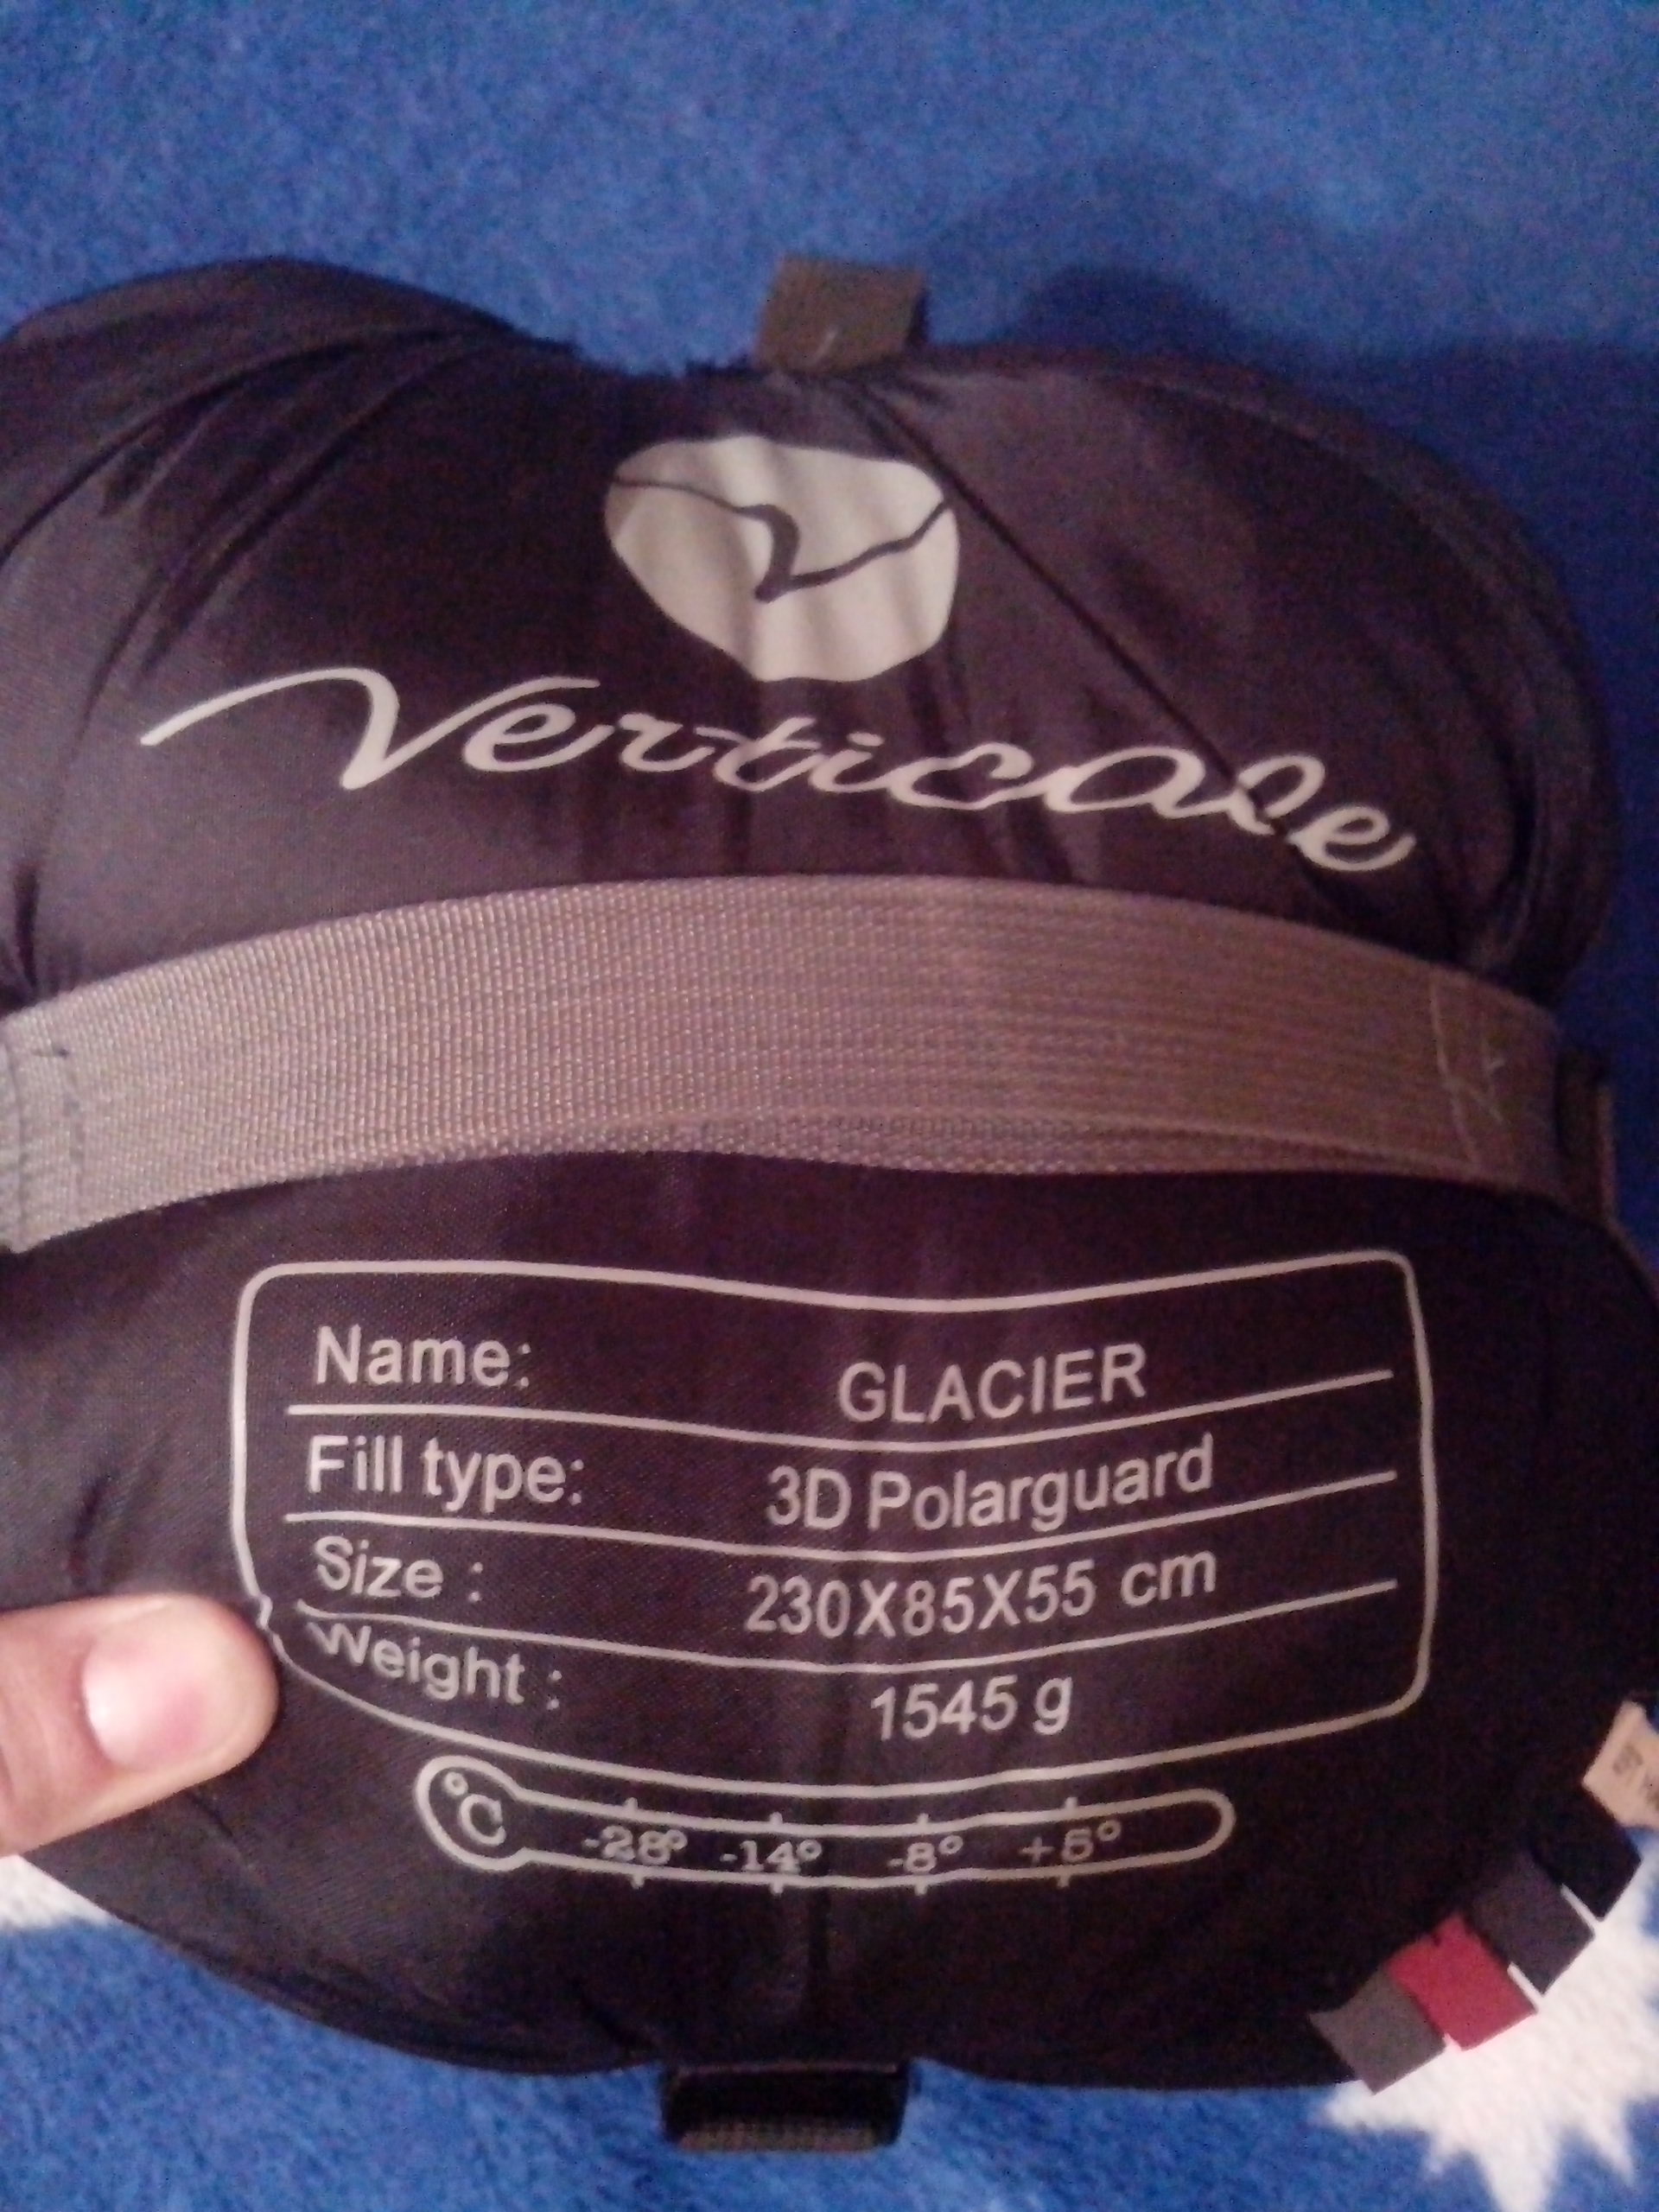 Verticale
Name: GLACIER
Fill type: 3D Polarguard
Size : 230X85X55 cm
Weight : 1545 g
°C -28° -14° -8° +5°